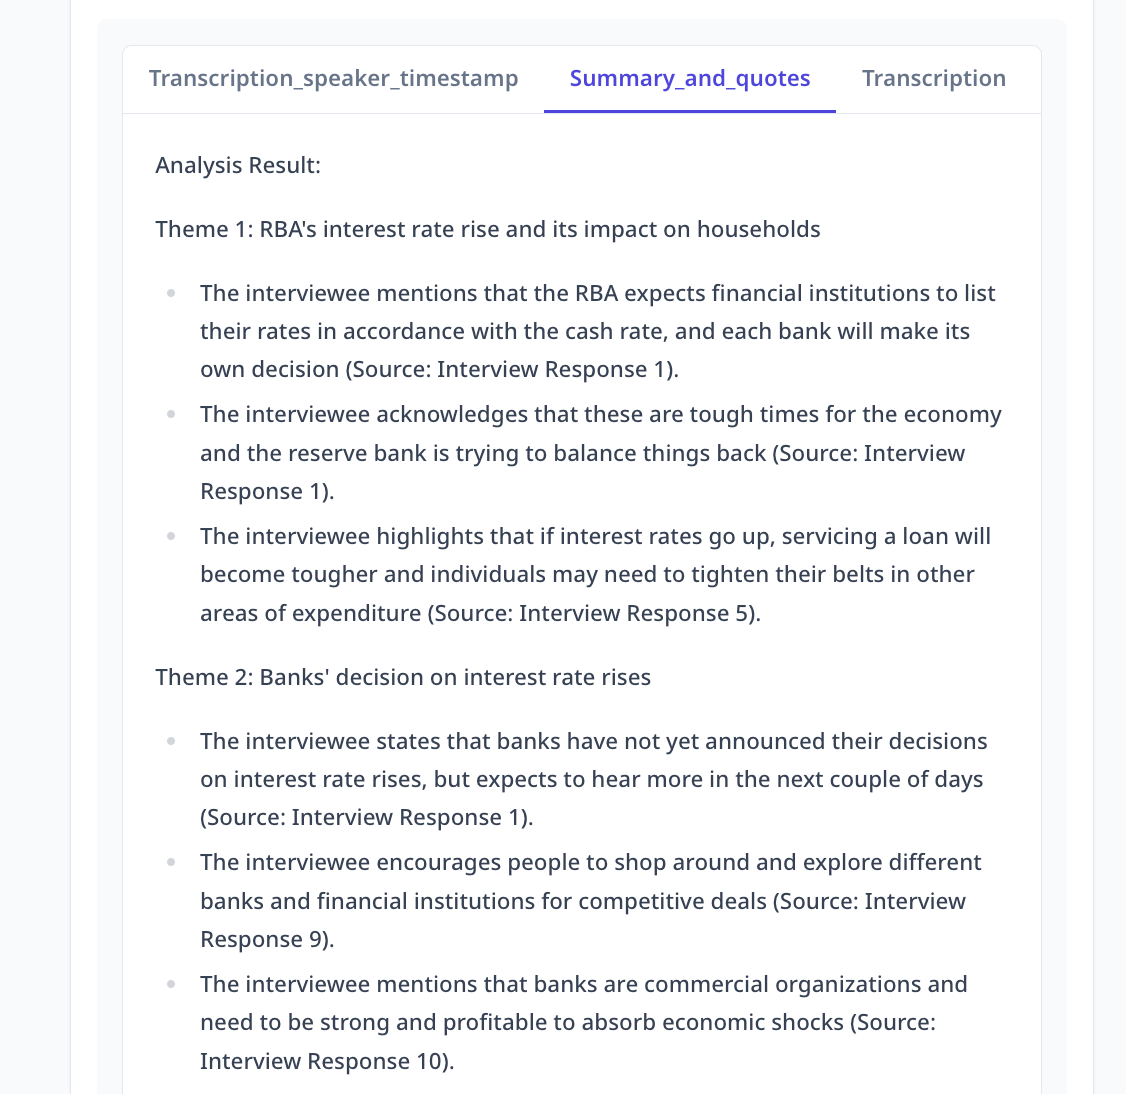 Transcription_speaker_timestamp Summary_and_quotes Transcription
Analysis Result:
Theme 1: RBA's interest rate rise and its impact on households
The interviewee mentions that the RBA expects financial institutions to list
their rates in accordance with the cash rate, and each bank will make its
own decision (Source: Interview Response 1).
The interviewee acknowledges that these are tough times for the economy
and the reserve bank is trying to balance things back (Source: Interview
Response 1).
The interviewee highlights that if interest rates go up, servicing a loan will
become tougher and individuals may need to tighten their belts in other
areas of expenditure (Source: Interview Response 5).
Theme 2: Banks' decision on interest rate rises
The interviewee states that banks have not yet announced their decisions
on interest rate rises, but expects to hear more in the next couple of days
(Source: Interview Response 1).
The interviewee encourages people to shop around and explore different
banks and financial institutions for competitive deals (Source: Interview
Response 9).
The interviewee mentions that banks are commercial organizations and
need to be strong and profitable to absorb economic shocks (Source:
Interview Response 10).